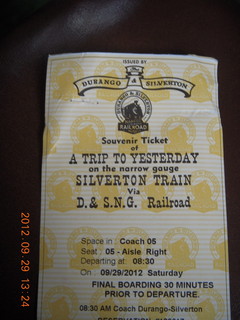 ISSUED BY
The
DURANGO & SILVERTON
RAILROAD
Souvenir Ticket
of
A TRIP TO YESTERDAY
on the narrow gauge
SILVERTON TRAIN
Via
D. & S.N.G. Railroad
Space in: Coach 05
Seat: 05 - Aisle Right
Departing at: 08:30
On: 09/29/2012 Saturday
FINAL BOARDING 30 MINUTES
PRIOR TO DEPARTURE.
08:30 AM Coach Durango-Silverton
2012.09.29 13:24